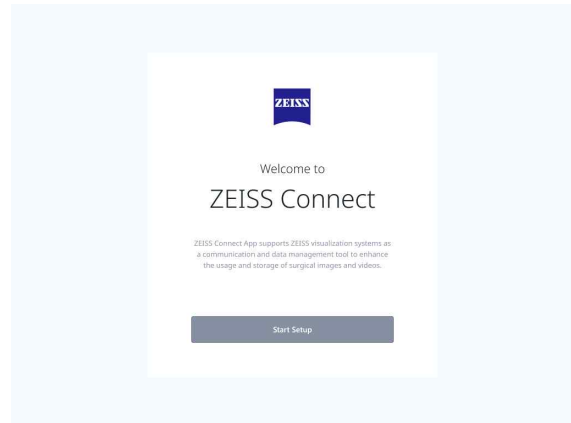 ZEISS
Welcome to
ZEISS Connect
ZEISS Connect App supports ZEISS visualization systems as
a communication and data management tool to enhance
the usage and storage of surgical images and videos.
Start Setup